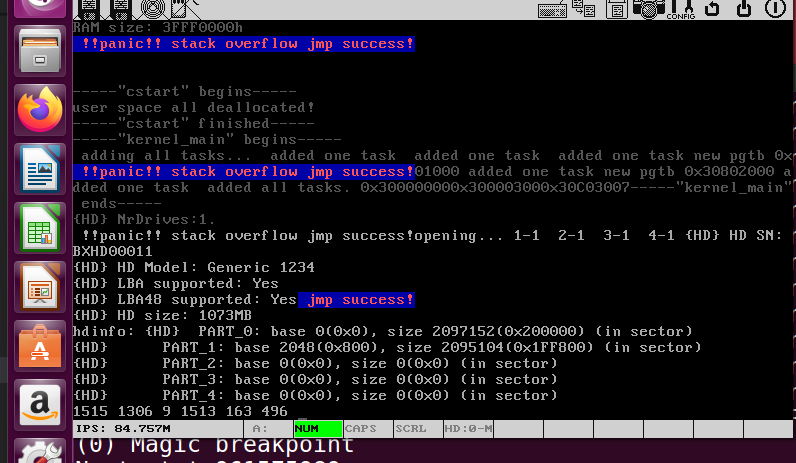 CONFIG
RAM size: 3FFF0000h
!!panic!! stack overflow jmp success!
-----"cstart" begins-----
user space all deallocated!
-----"cstart" finished-----
-----"kernel_main" begins-----
adding all tasks... added one task added one task added one task new pgtb 0x
!!panic!! stack overflow jmp success!01000 added one task new pgtb 0x30802000 a
dded one task added all tasks. 0x300000000x300003000x30C03007-----"kernel_main"
ends-----
{HD} NrDrives:1.
!!panic!! stack overflow jmp success!opening... 1-1 2-1 3-1 4-1 {HD} HD SN:
BXHD00011
{HD} HD Model: Generic 1234
{HD} LBA supported: Yes
{HD} LBA48 supported: Yes jmp success!
{HD} HD size: 1073MB
hdinfo: {HD} PART_0: base 0(0x0), size 2097152(0x200000) (in sector)
{HD} PART_1: base 2048(0x800), size 2095104(0x1FF800) (in sector)
{HD} PART_2: base 0(0x0), size 0(0x0) (in sector)
{HD} PART_3: base 0(0x0), size 0(0x0) (in sector)
{HD} PART_4: base 0(0x0), size 0(0x0) (in sector)
1515 1306 9 1513 163 496
IPS: 84.757M A: NUM CAPS SCRL HD:0-M
(0) Magic breakpoint